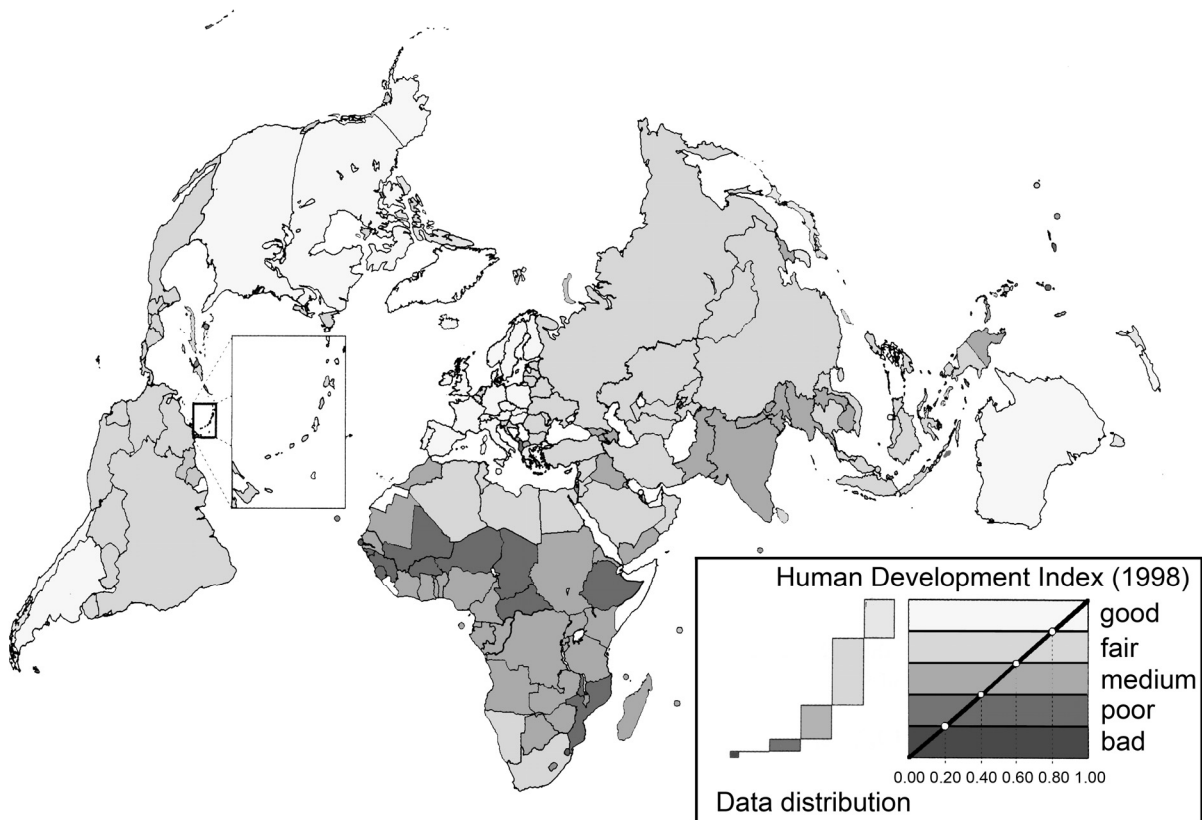 Human Development Index (1998)
good
fair
medium
poor
bad
0.00 0.20 0.40 0.60 0.80 1.00
Data distribution